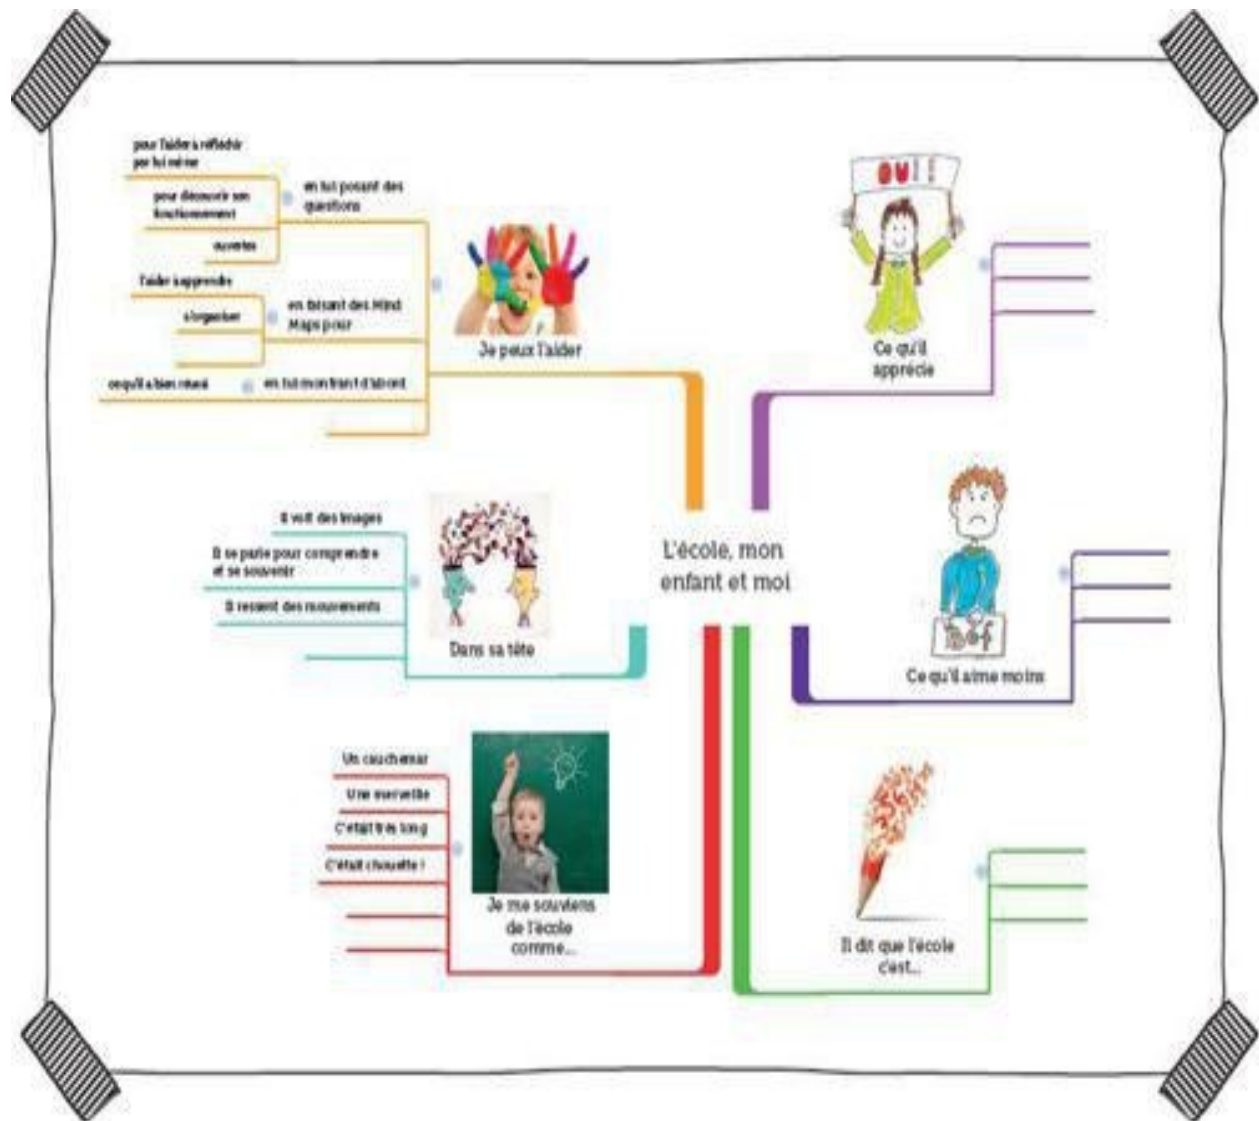 L'école, mon
enfant et moi
OUI!
Ce qu'il
apprécie
bof
Ce qu'il aime moins
Il dit que l'école
c'est...
Je me souviens
de l'école
comme...
Un cauchemar
Une merveille
C'était très long
C'était chouette !
Dans sa tête
Il voit des images
Il se parle pour comprendre
et se souvenir
Il ressent des mouvements
Je peux l'aider
en lui posant des
questions
pour l'aider à réfléchir
par lui même
pour découvrir son
fonctionnement
ouvertes
en faisant des Mind
Maps pour
l'aider à apprendre
s'organiser
en lui montrant d'abord
ce qu'il a bien réussi